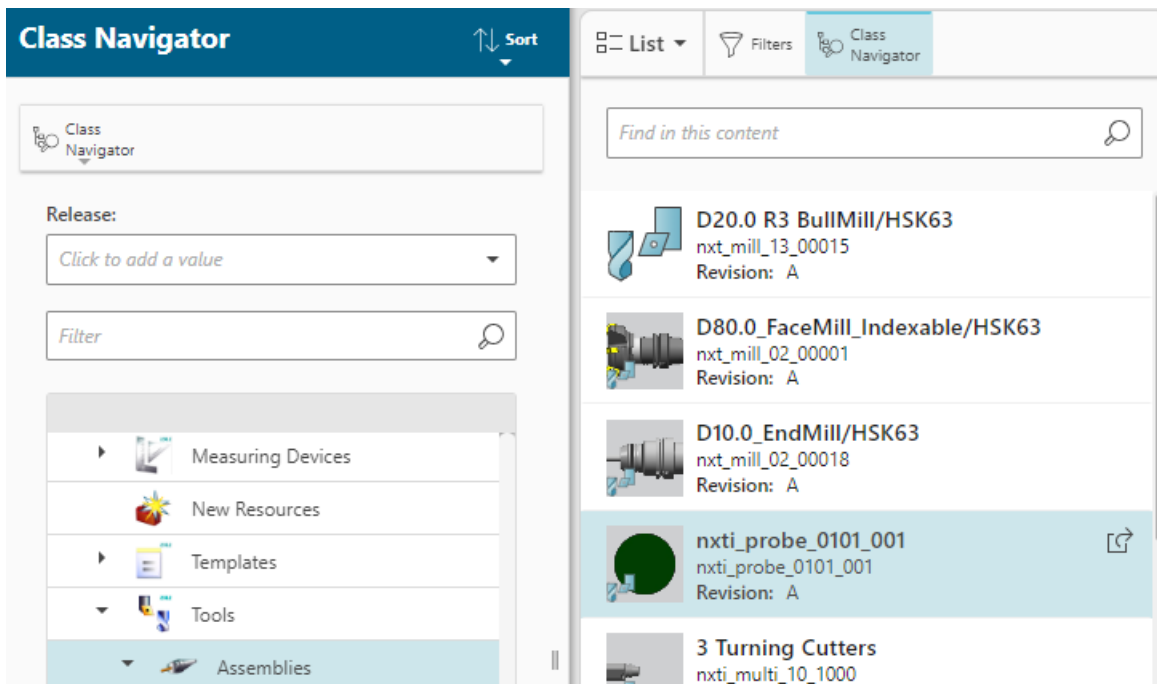 Class Navigator
Sort
Class
Navigator
Release:
Click to add a value
Filter
Measuring Devices
New Resources
Templates
Tools
Assemblies
List
Filters
Class
Navigator
Find in this content
D20.0 R3 BullMill/HSK63
nxt_mill_13_00015
Revision: A
D80.0_FaceMill_Indexable/HSK63
nxt_mill_02_00001
Revision: A
D10.0_EndMill/HSK63
nxt_mill_02_00018
Revision: A
nxti_probe_0101_001
nxti_probe_0101_001
Revision: A
3 Turning Cutters
nxti_multi_10_1000